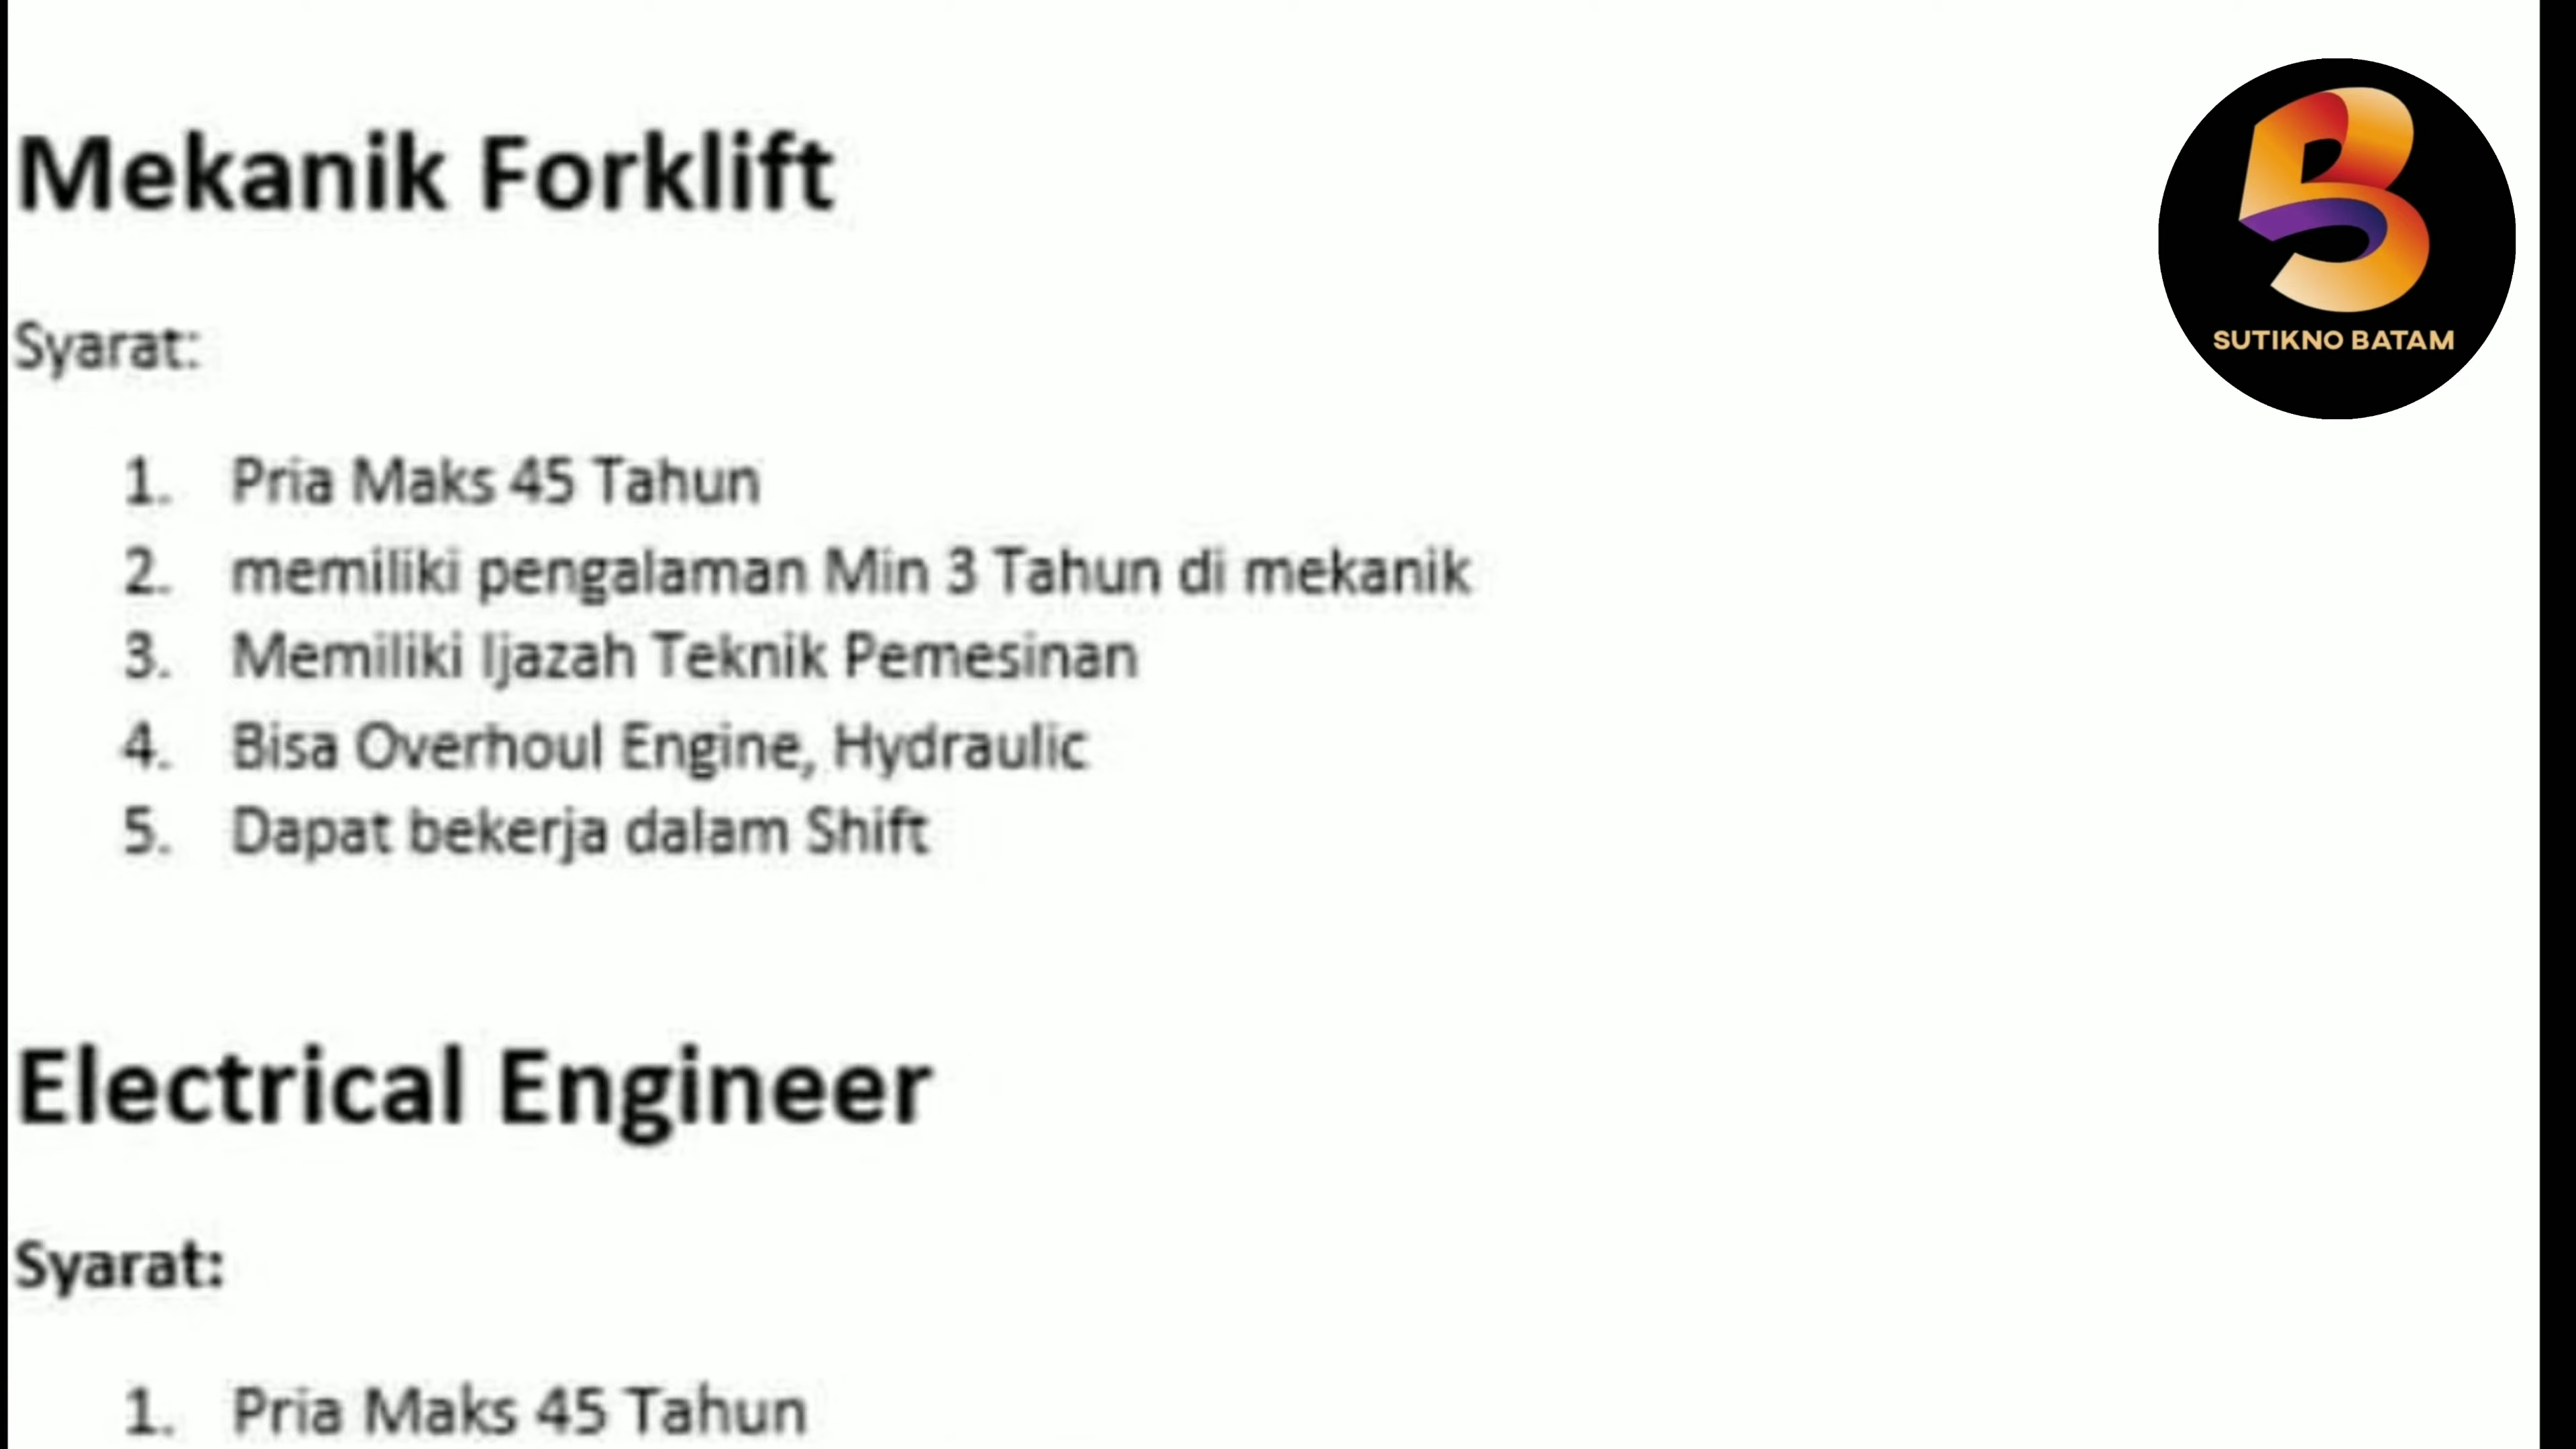 Mekanik Forklift
SUTIKNO BATAM
Syarat:
1. Pria Maks 45 Tahun
2. memiliki pengalaman Min 3 Tahun di mekanik
3. Memiliki Ijazah Teknik Pemesinan
4. Bisa Overhoul Engine, Hydraulic
5. Dapat bekerja dalam Shift
Electrical Engineer
Syarat:
1. Pria Maks 45 Tahun